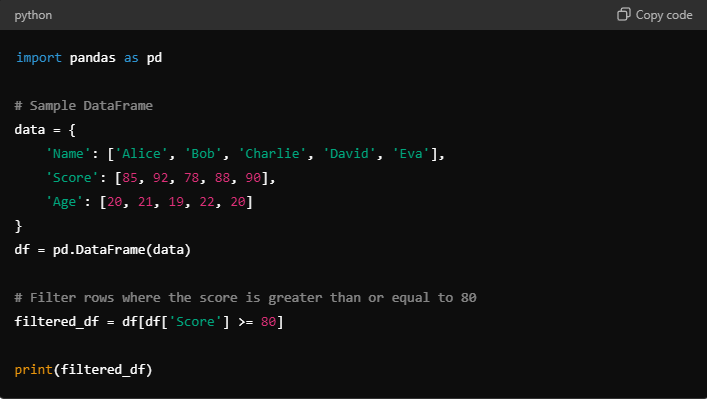 python
Copy code
import pandas as pd
# Sample DataFrame
data = {
    'Name': ['Alice', 'Bob', 'Charlie', 'David', 'Eva'],
    'Score': [85, 92, 78, 88, 90],
    'Age': [20, 21, 19, 22, 20]
}
df = pd.DataFrame(data)
# Filter rows where the score is greater than or equal to 80
filtered_df = df[df['Score'] >= 80]
print(filtered_df)